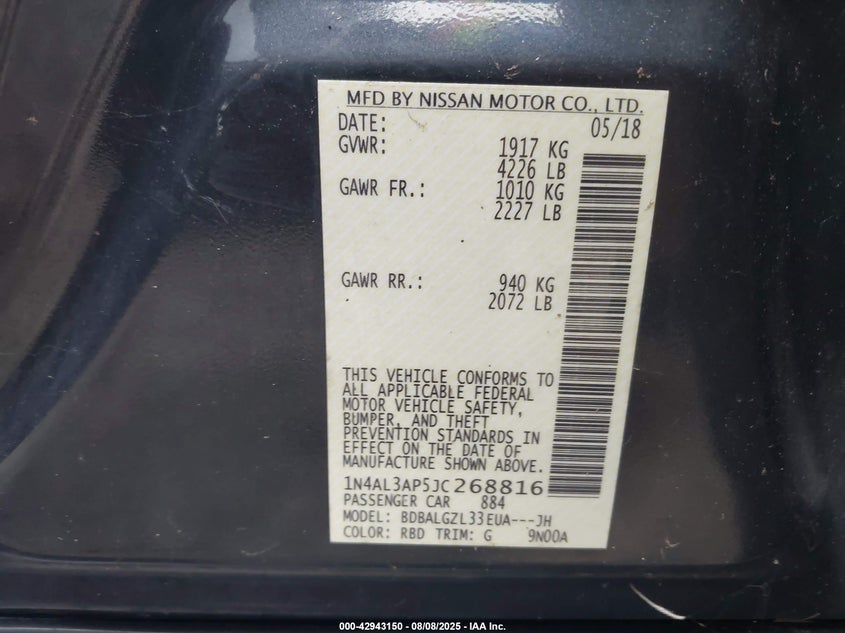 MFD BY NISSAN MOTOR CO., LTD.
DATE: 05/18
GVWR: 1917 KG
4226 LB
GAWR FR.: 1010 KG
2227 LB
GAWR RR.: 940 KG
2072 LB
THIS VEHICLE CONFORMS TO
ALL APPLICABLE FEDERAL
MOTOR VEHICLE SAFETY,
BUMPER, AND THEFT
PREVENTION STANDARDS IN
EFFECT ON THE DATE OF
MANUFACTURE SHOWN ABOVE.
1N4AL3AP5JC268816
PASSENGER CAR 884
MODEL: BDBALGZL33EUA---JH
COLOR: RBD TRIM: G 9N00A
000-42943150 - 08/08/2025 - IAA Inc.